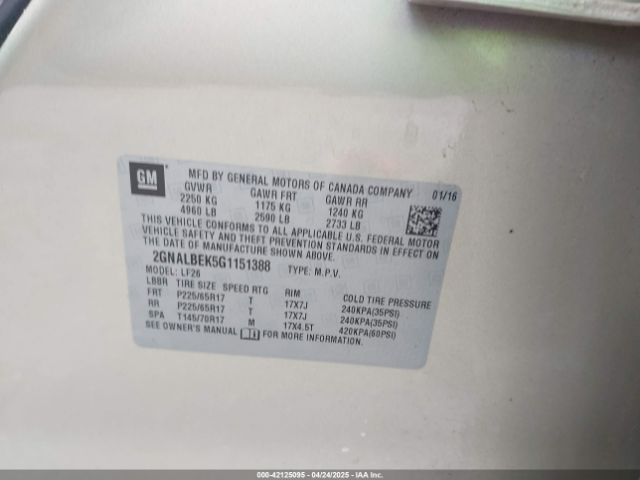 GM
MFD BY GENERAL MOTORS OF CANADA COMPANY
GVWR GAWR FRT GAWR RR 01/16
2250 KG 1175 KG 1240 KG
4960 LB 2590 LB 2733 LB
THIS VEHICLE CONFORMS TO ALL APPLICABLE U.S. FEDERAL MOTOR
VEHICLE SAFETY AND THEFT PREVENTION STANDARDS IN EFFECT ON
THE DATE OF MANUFACTURE SHOWN ABOVE.
2GNALBEK5G1151388 TYPE: M.P.V.
MODEL: LF26
LBBR TIRE SIZE SPEED RTG RIM COLD TIRE PRESSURE
FRT P225/65R17 T 17X7J 240KPA(35PSI)
RR P225/65R17 T 17X7J 240KPA(35PSI)
SPA T145/70R17 M 17X4.5T 420KPA(60PSI)
SEE OWNER'S MANUAL FOR MORE INFORMATION.
000-42125095 - 04/24/2025 - IAAI, Inc.